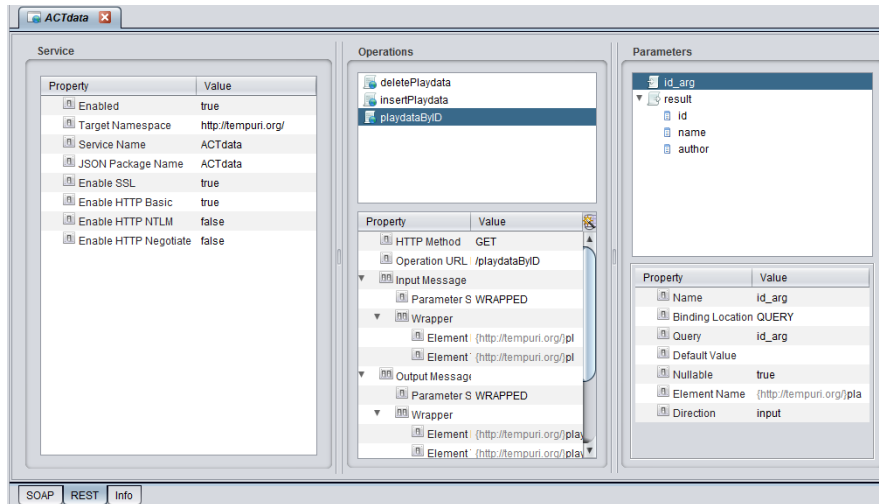 ACTdata
Service
Property Value
Enabled true
Target Namespace http://tempuri.org/
Service Name ACTdata
JSON Package Name ACTdata
Enable SSL true
Enable HTTP Basic true
Enable HTTP NTLM false
Enable HTTP Negotiate false
Operations
deletePlaydata
insertPlaydata
playdataByID
Property Value
HTTP Method GET
Operation URL /playdataByID
Input Message
Parameter S WRAPPED
Wrapper
Element {http://tempuri.org/}pl
Element {http://tempuri.org/}pl
Output Message
Parameter S WRAPPED
Wrapper
Element {http://tempuri.org/}play
Element {http://tempuri.org/}play
Parameters
id_arg
result
id
name
author
Property Value
Name id_arg
Binding Location QUERY
Query id_arg
Default Value
Nullable true
Element Name {http://tempuri.org/}pla
Direction input
SOAP REST Info